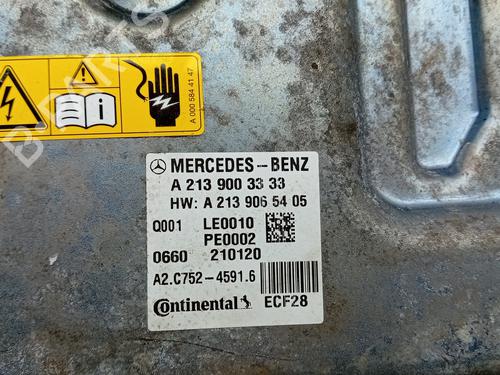 A 000 584 41 47
MERCEDES-BENZ
A 213 900 33 33
HW: A 213 906 54 05
Q001 LE0010
PE0002
0660 210120
A2.C752-4591.6
Continental ECF28
B-PARTS